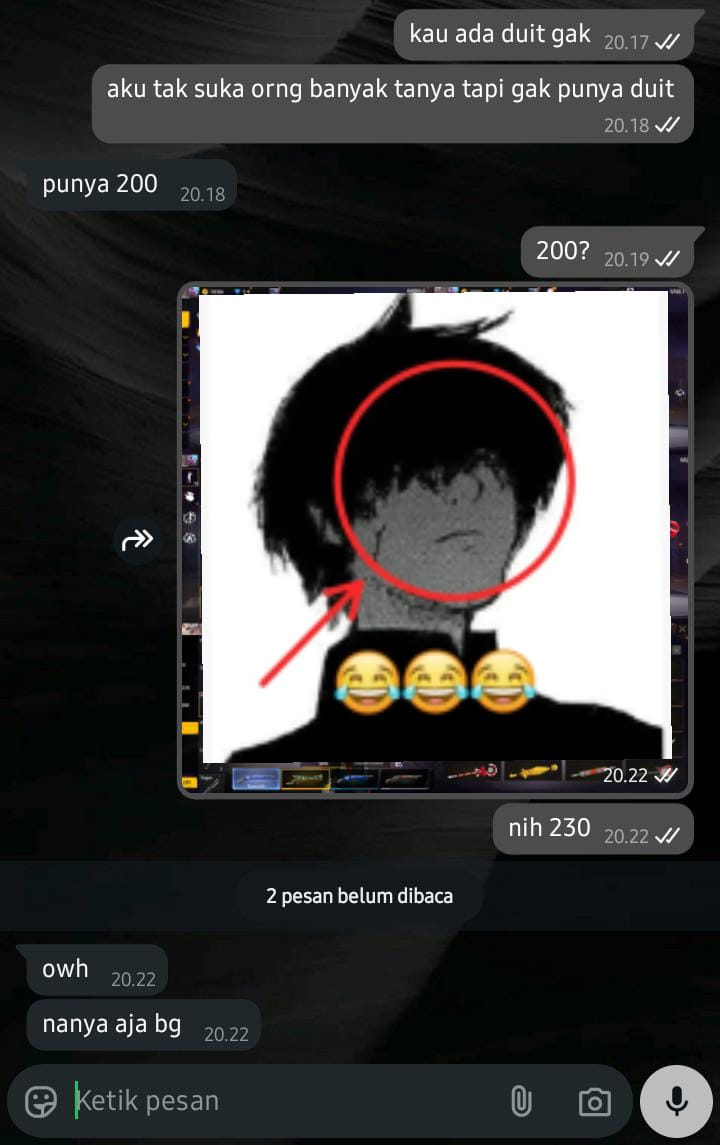 kau ada duit gak 20.17
aku tak suka orng banyak tanya tapi gak punya duit
20.18
punya 200 20.18
200? 20.19
20.22
nih 230 20.22
2 pesan belum dibaca
owh 20.22
nanya aja bg 20.22
Ketik pesan